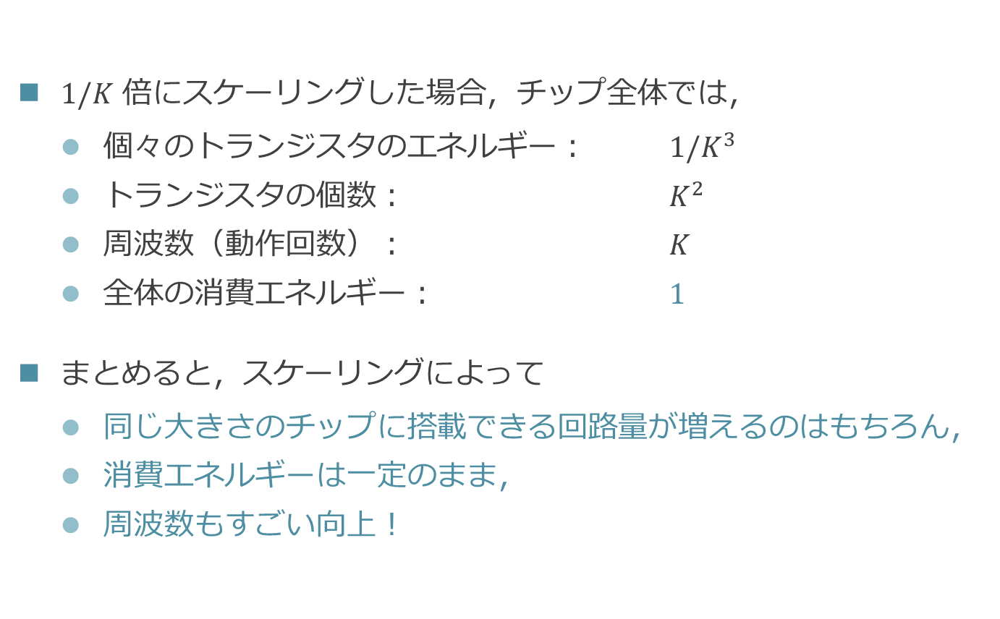 ■ 1/K 倍にスケーリングした場合，チップ全体では，
● 個々のトランジスタのエネルギー： 1/K³
● トランジスタの個数： K²
● 周波数（動作回数）： K
● 全体の消費エネルギー： 1
■ まとめると，スケーリングによって
● 同じ大きさのチップに搭載できる回路量が増えるのはもちろん，
● 消費エネルギーは一定のまま，
● 周波数もすごい向上！